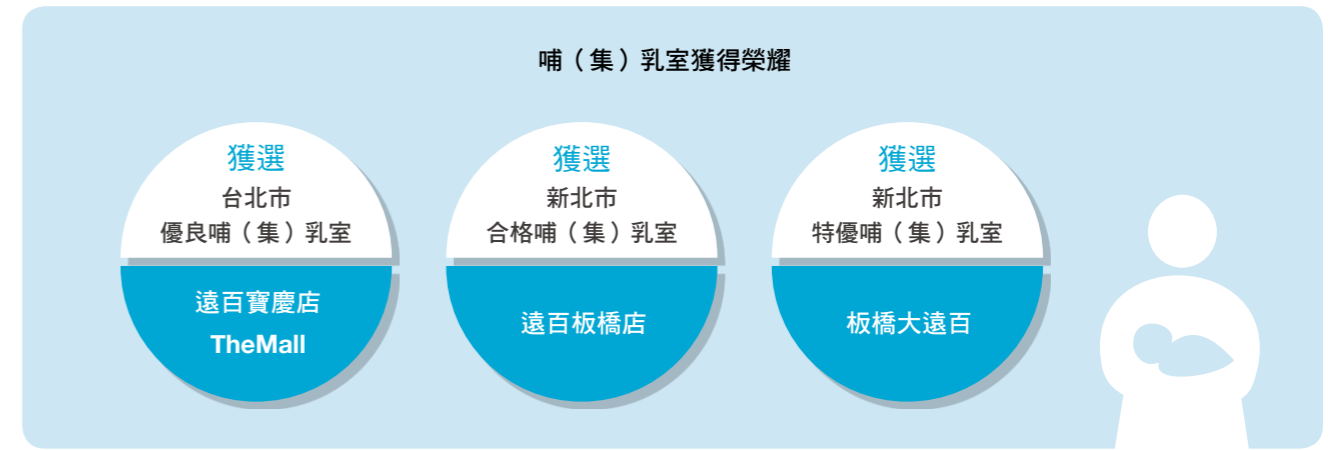 哺（集）乳室獲得榮耀
獲選
台北市
優良哺（集）乳室
遠百寶慶店
TheMall
獲選
新北市
合格哺（集）乳室
遠百板橋店
獲選
新北市
特優哺（集）乳室
板橋大遠百